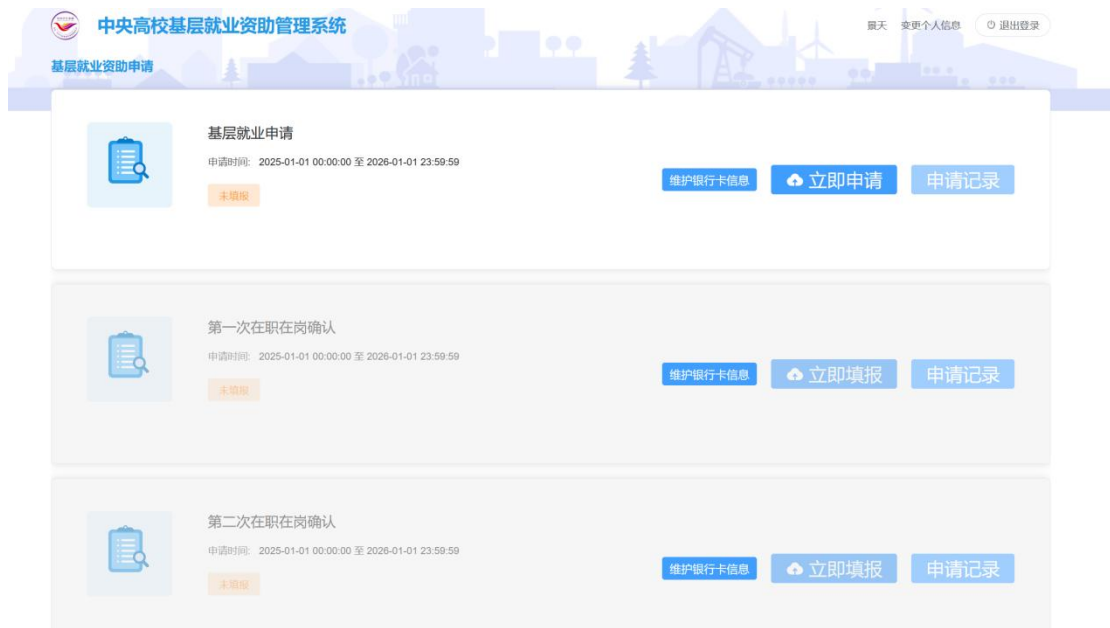 中央高校基层就业资助管理系统
景天 变更个人信息 退出登录
基层就业资助申请
基层就业申请
申请时间: 2025-01-01 00:00:00 至 2026-01-01 23:59:59
未填报
维护银行卡信息 立即申请 申请记录
第一次在职在岗确认
申请时间: 2025-01-01 00:00:00 至 2026-01-01 23:59:59
未填报
维护银行卡信息 立即填报 申请记录
第二次在职在岗确认
申请时间: 2025-01-01 00:00:00 至 2026-01-01 23:59:59
未填报
维护银行卡信息 立即填报 申请记录